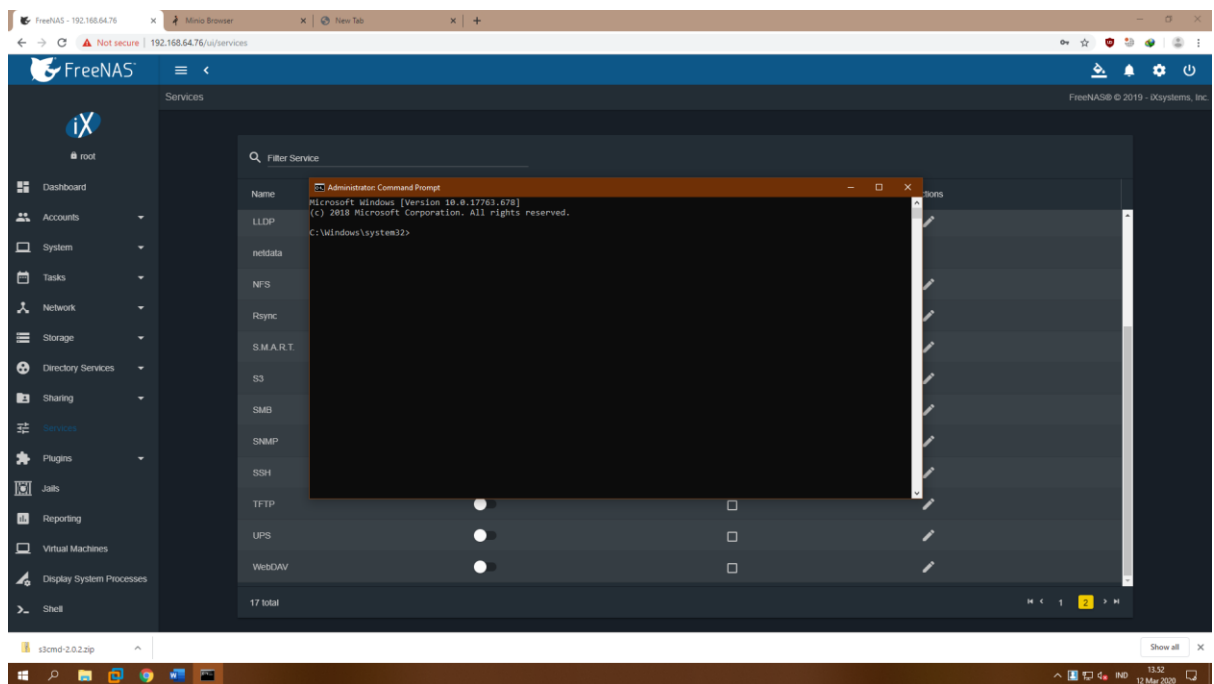 FreeNAS - 192.168.64.76
Minio Browser
New Tab
Not secure
192.168.64.76/ui/services
FreeNAS
Services
FreeNAS® © 2019 - iXsystems, Inc.
iX
root
Dashboard
Accounts
System
Tasks
Network
Storage
Directory Services
Sharing
Services
Plugins
Jails
Reporting
Virtual Machines
Display System Processes
Shell
Filter Service
Name
LLDP
netdata
NFS
Rsync
S.M.A.R.T.
S3
SMB
SNMP
SSH
TFTP
UPS
WebDAV
17 total
1
2
Administrator: Command Prompt
Microsoft Windows [Version 10.0.17763.678]
(c) 2018 Microsoft Corporation. All rights reserved.
C:\Windows\system32>
s3cmd-2.0.2.zip
Show all
IND
13.52
12 Mar 2020